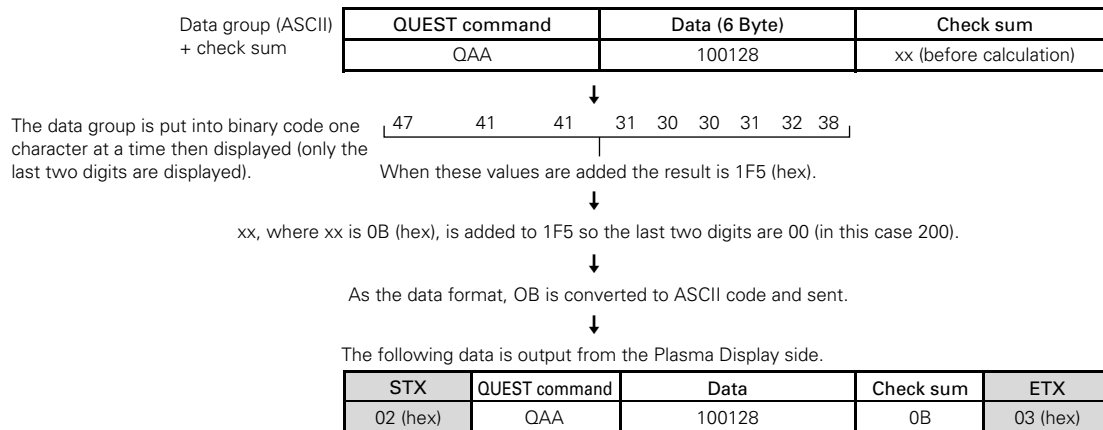 Data group (ASCII)
+ check sum
QUEST command Data (6 Byte) Check sum
QAA 100128 xx (before calculation)
The data group is put into binary code one
character at a time then displayed (only the
last two digits are displayed).
47 41 41 31 30 30 31 32 38
When these values are added the result is 1F5 (hex).
xx, where xx is 0B (hex), is added to 1F5 so the last two digits are 00 (in this case 200).
As the data format, OB is converted to ASCII code and sent.
The following data is output from the Plasma Display side.
STX QUEST command Data Check sum ETX
02 (hex) QAA 100128 0B 03 (hex)